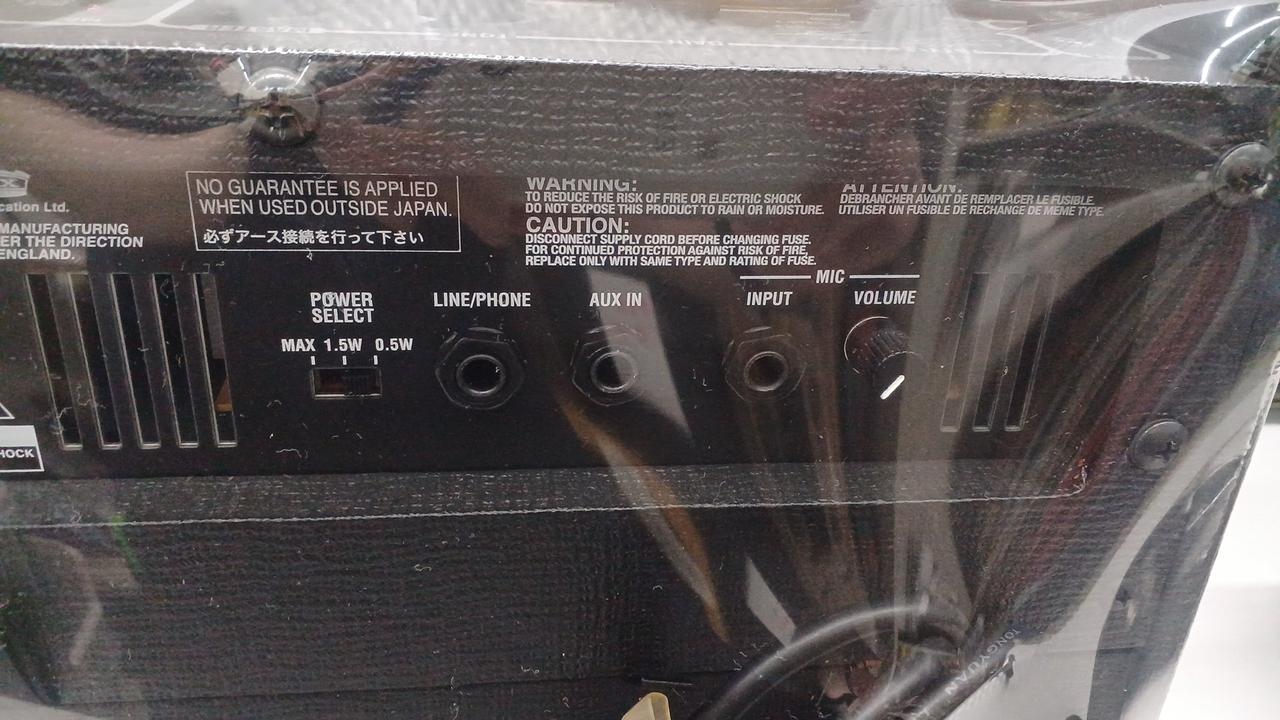 cation Ltd.
MANUFACTURING
ER THE DIRECTION
ENGLAND.
HOCK
NO GUARANTEE IS APPLIED
WHEN USED OUTSIDE JAPAN.
必ずアース接続を行って下さい
WARNING:
TO REDUCE THE RISK OF FIRE OR ELECTRIC SHOCK
DO NOT EXPOSE THIS PRODUCT TO RAIN OR MOISTURE.
CAUTION:
DISCONNECT SUPPLY CORD BEFORE CHANGING FUSE.
FOR CONTINUED PROTECTION AGAINST RISK OF FIRE,
REPLACE ONLY WITH SAME TYPE AND RATING OF FUSE.
ATTENTION:
DEBRANCHER AVANT DE REMPLACER LE FUSIBLE.
UTILISER UN FUSIBLE DE RECHANGE DE MEME TYPE.
POWER
SELECT
MAX 1.5W 0.5W
LINE/PHONE
AUX IN
MIC
INPUT
VOLUME
TONGYUAN